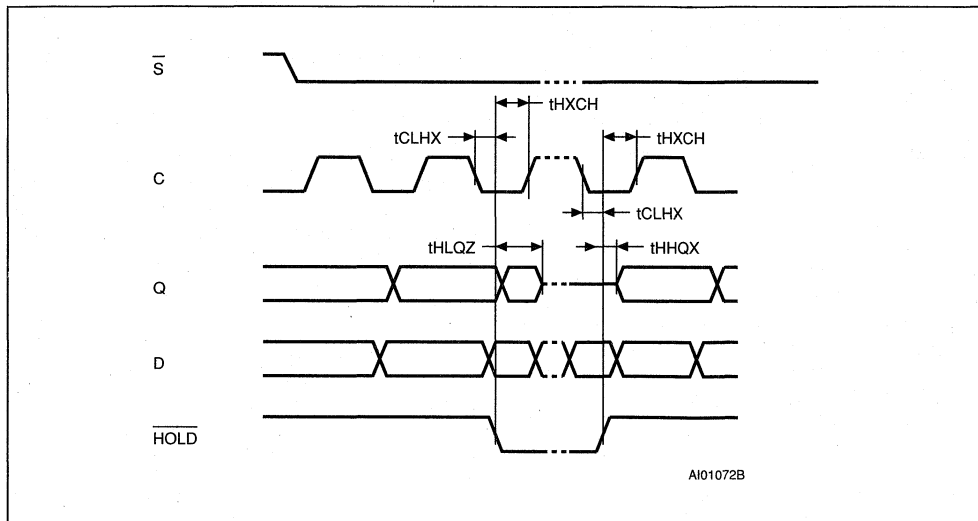 S
tHXCH
tCLHX
tHXCH
C
tCLHX
tHLQZ
tHHQX
Q
D
HOLD
AI01072B